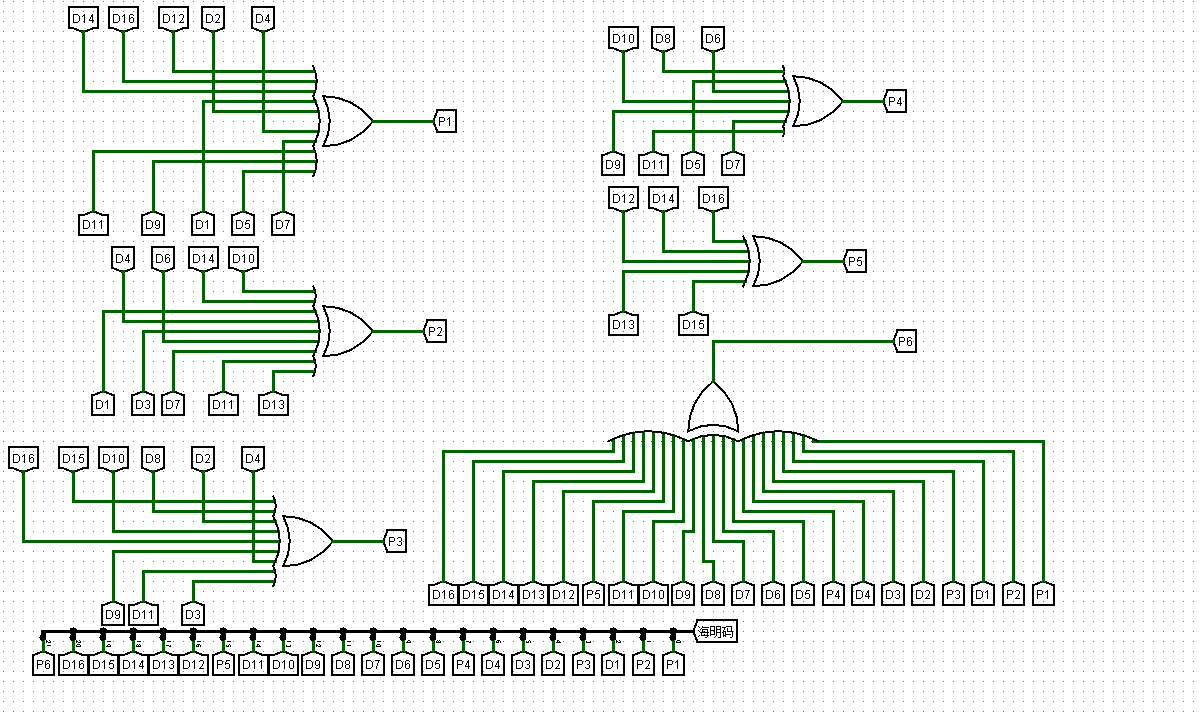 D14 D16 D12 D2 D4
P1
D11 D9 D1 D5 D7
D4 D6 D14 D10
P2
D1 D3 D7 D11 D13
D16 D15 D10 D8 D2 D4
P3
D9 D11 D3
D10 D8 D6
P4
D9 D11 D5 D7
D12 D14 D16
P5
D13 D15
P6
D16 D15 D14 D13 D12 P5 D11 D10 D9 D8 D7 D6 D5 P4 D4 D3 D2 P3 D1 P2 P1
海明码
P6 D16 D15 D14 D13 D12 P5 D11 D10 D9 D8 D7 D6 D5 P4 D4 D3 D2 P3 D1 P2 P1